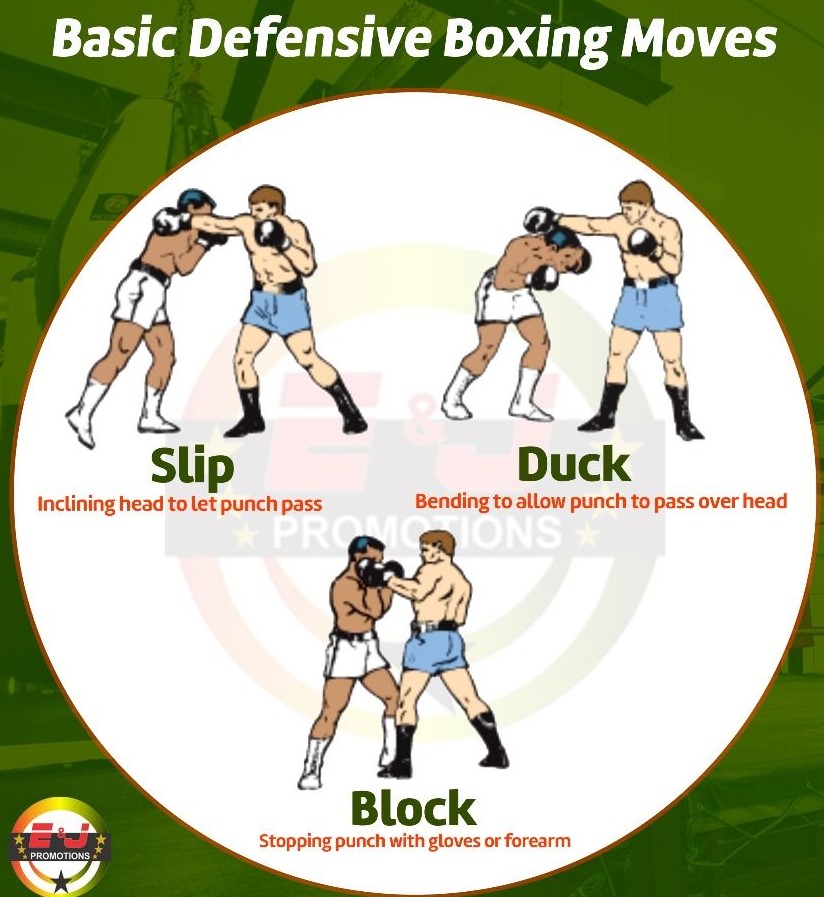 Basic Defensive Boxing Moves
Slip
Inclining head to let punch pass
Duck
Bending to allow punch to pass over head
E&J
PROMOTIONS
Block
Stopping punch with gloves or forearm
E&J
PROMOTIONS